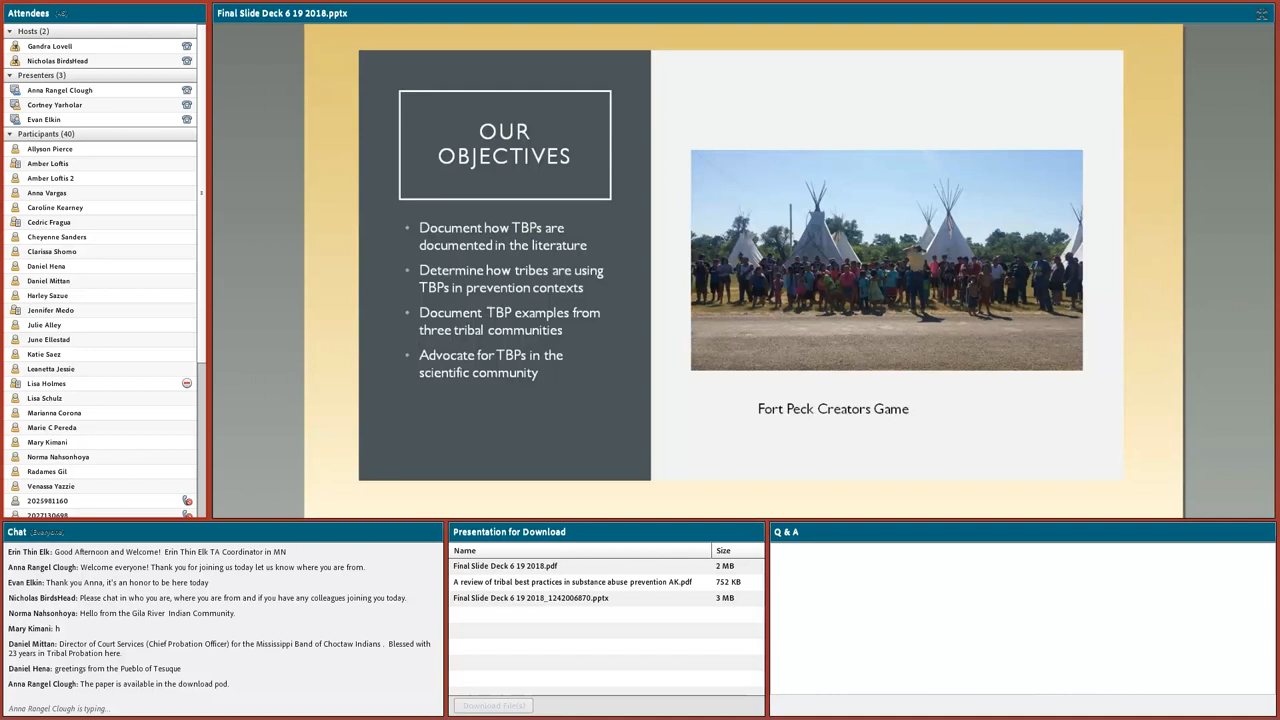 Attendees
Hosts (2)
Gandra Lovell
Nicholas BirdsHead
Presenters (3)
Anna Rangel Clough
Cortney Yarholar
Evan Elkin
Participants (40)
Allyson Pierce
Amber Loftis
Amber Loftis 2
Anna Vargas
Caroline Kearney
Cedric Fragua
Cheyenne Sanders
Clarissa Shomo
Daniel Hena
Daniel Mittan
Harley Sazue
Jennifer Medo
Julie Alley
June Ellestad
Katie Saez
Leanetta Jessie
Lisa Holmes
Lisa Schulz
Marianna Corona
Marie C Pereda
Mary Kimani
Norma Nahsonhoya
Radames Gil
Venassa Yazzie
2025981160
2027130698
Final Slide Deck 6 19 2018.pptx
OUR
OBJECTIVES
• Document how TBPs are
documented in the literature
• Determine how tribes are using
TBPs in prevention contexts
• Document TBP examples from
three tribal communities
• Advocate for TBPs in the
scientific community
Fort Peck Creators Game
Chat (Everyone)
Erin Thin Elk: Good Afternoon and Welcome! Erin Thin Elk TA Coordinator in MN
Anna Rangel Clough: Welcome everyone! Thank you for joining us today let us know where you are from.
Evan Elkin: Thank you Anna, it's an honor to be here today
Nicholas BirdsHead: Please chat in who you are, where you are from and if you have any colleagues joining you today.
Norma Nahsonhoya: Hello from the Gila River Indian Community.
Mary Kimani: h
Daniel Mittan: Director of Court Services (Chief Probation Officer) for the Mississippi Band of Choctaw Indians . Blessed with
23 years in Tribal Probation here.
Daniel Hena: greetings from the Pueblo of Tesuque
Anna Rangel Clough: The paper is available in the download pod.
Anna Rangel Clough is typing...
Presentation for Download
Name Size
Final Slide Deck 6 19 2018.pdf 2 MB
A review of tribal best practices in substance abuse prevention AK.pdf 752 KB
Final Slide Deck 6 19 2018_1242006870.pptx 3 MB
Download File(s)
Q & A